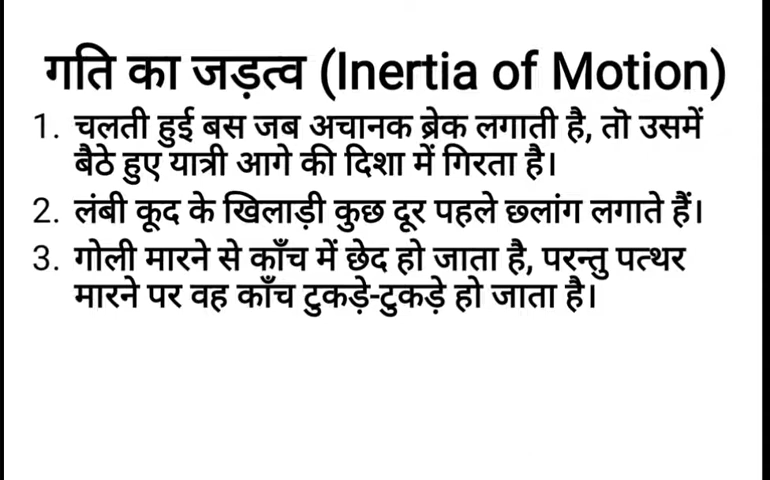 गति का जड़त्व (Inertia of Motion)
1. चलती हुई बस जब अचानक ब्रेक लगाती है, तॊ उसमें
बैठे हुए यात्री आगे की दिशा में गिरता है।
2. लंबी कूद के खिलाड़ी कुछ दूर पहले छलांग लगाते हैं।
3. गोली मारने से काँच में छेद हो जाता है, परन्तु पत्थर
मारने पर वह काँच टुकड़े-टुकड़े हो जाता है।